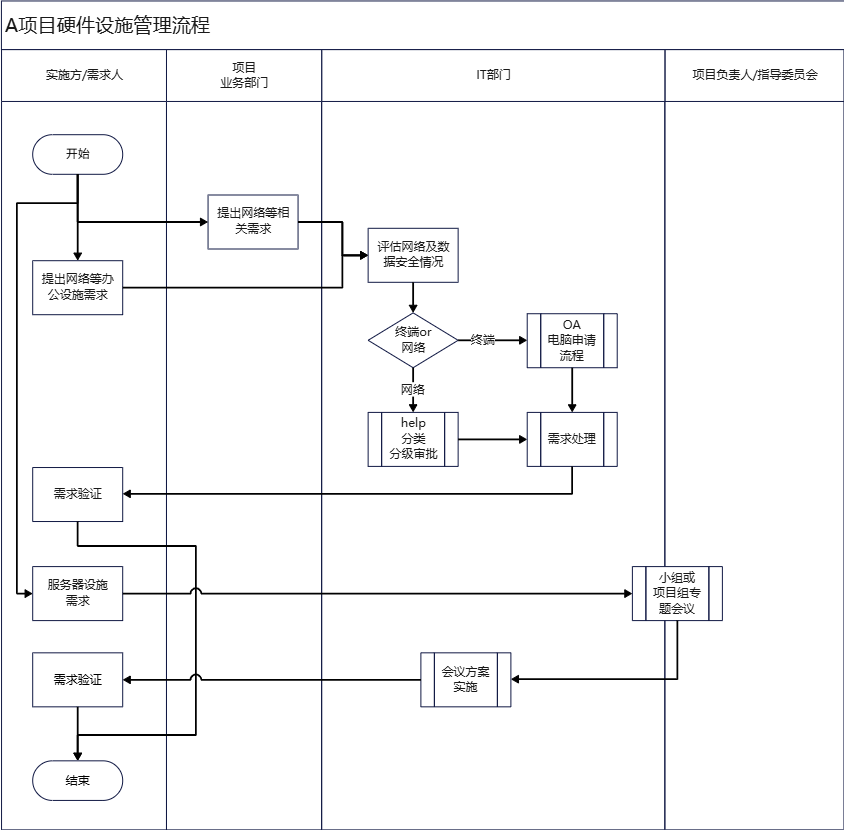 A项目硬件设施管理流程
实施方/需求人
项目
业务部门
IT部门
项目负责人/指导委员会
开始
提出网络等相
关需求
评估网络及数
据安全情况
提出网络等办
公设施需求
终端or
网络
终端
OA
电脑申请
流程
网络
help
分类
分级审批
需求处理
需求验证
服务器设施
需求
小组或
项目组专
题会议
需求验证
会议方案
实施
结束